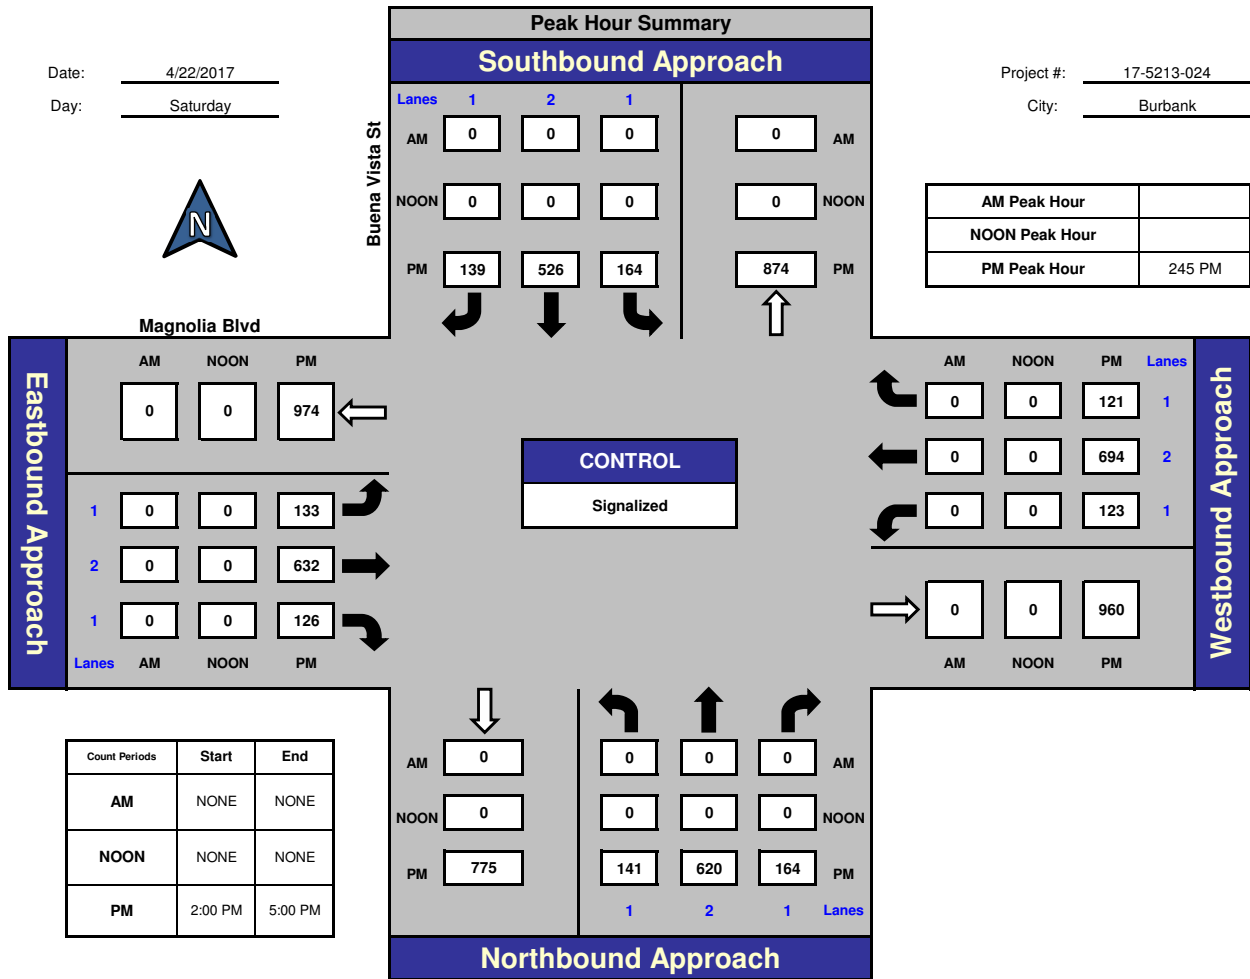 Peak Hour Summary
Southbound Approach
Date: 4/22/2017
Day: Saturday
Project #: 17-5213-024
City: Burbank
N
Buena Vista St
Lanes 1 2 1
AM 0 0 0 0 AM
NOON 0 0 0 0 NOON
PM 139 526 164 874 PM
AM Peak Hour
NOON Peak Hour
PM Peak Hour 245 PM
Magnolia Blvd
Eastbound Approach
AM NOON PM
0 0 974
1 0 0 133
2 0 0 632
1 0 0 126
Lanes AM NOON PM
CONTROL
Signalized
AM NOON PM Lanes
0 0 121 1
0 0 694 2
0 0 123 1
0 0 960
AM NOON PM
Westbound Approach
Count Periods Start End
AM NONE NONE
NOON NONE NONE
PM 2:00 PM 5:00 PM
AM 0 0 0 0 AM
NOON 0 0 0 0 NOON
PM 775 141 620 164 PM
1 2 1 Lanes
Northbound Approach